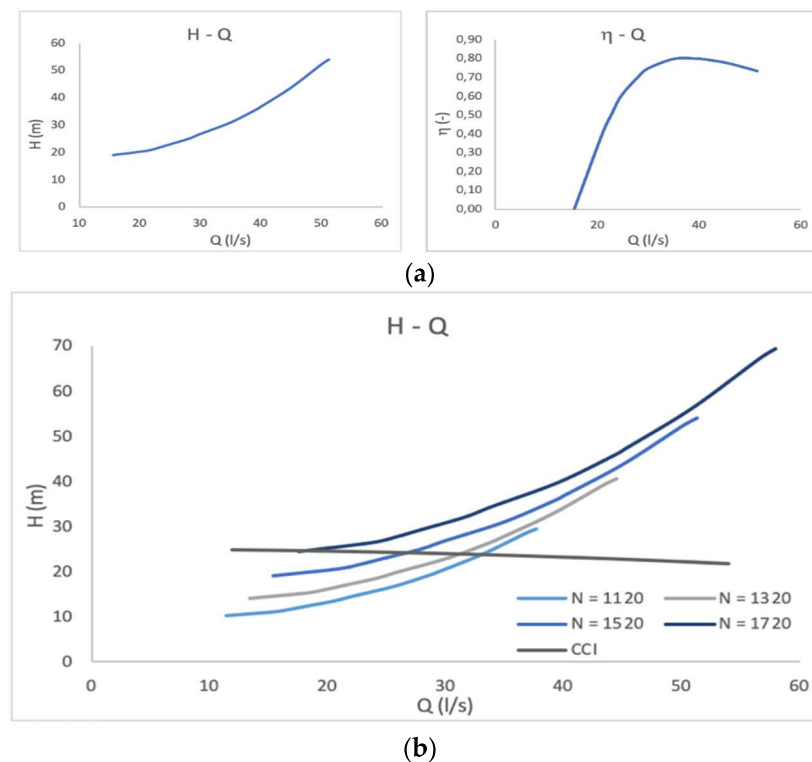 H - Q
H (m)
60
50
40
30
20
10
0
10
20
30
40
50
60
Q (l/s)
η - Q
η (-)
0,90
0,80
0,70
0,60
0,50
0,40
0,30
0,20
0,10
0,00
0
20
40
60
Q (l/s)
(a)
H - Q
H (m)
70
60
50
40
30
20
10
0
0
10
20
30
40
50
60
Q (l/s)
N = 1120
N = 1320
N = 1520
N = 1720
CCI
(b)